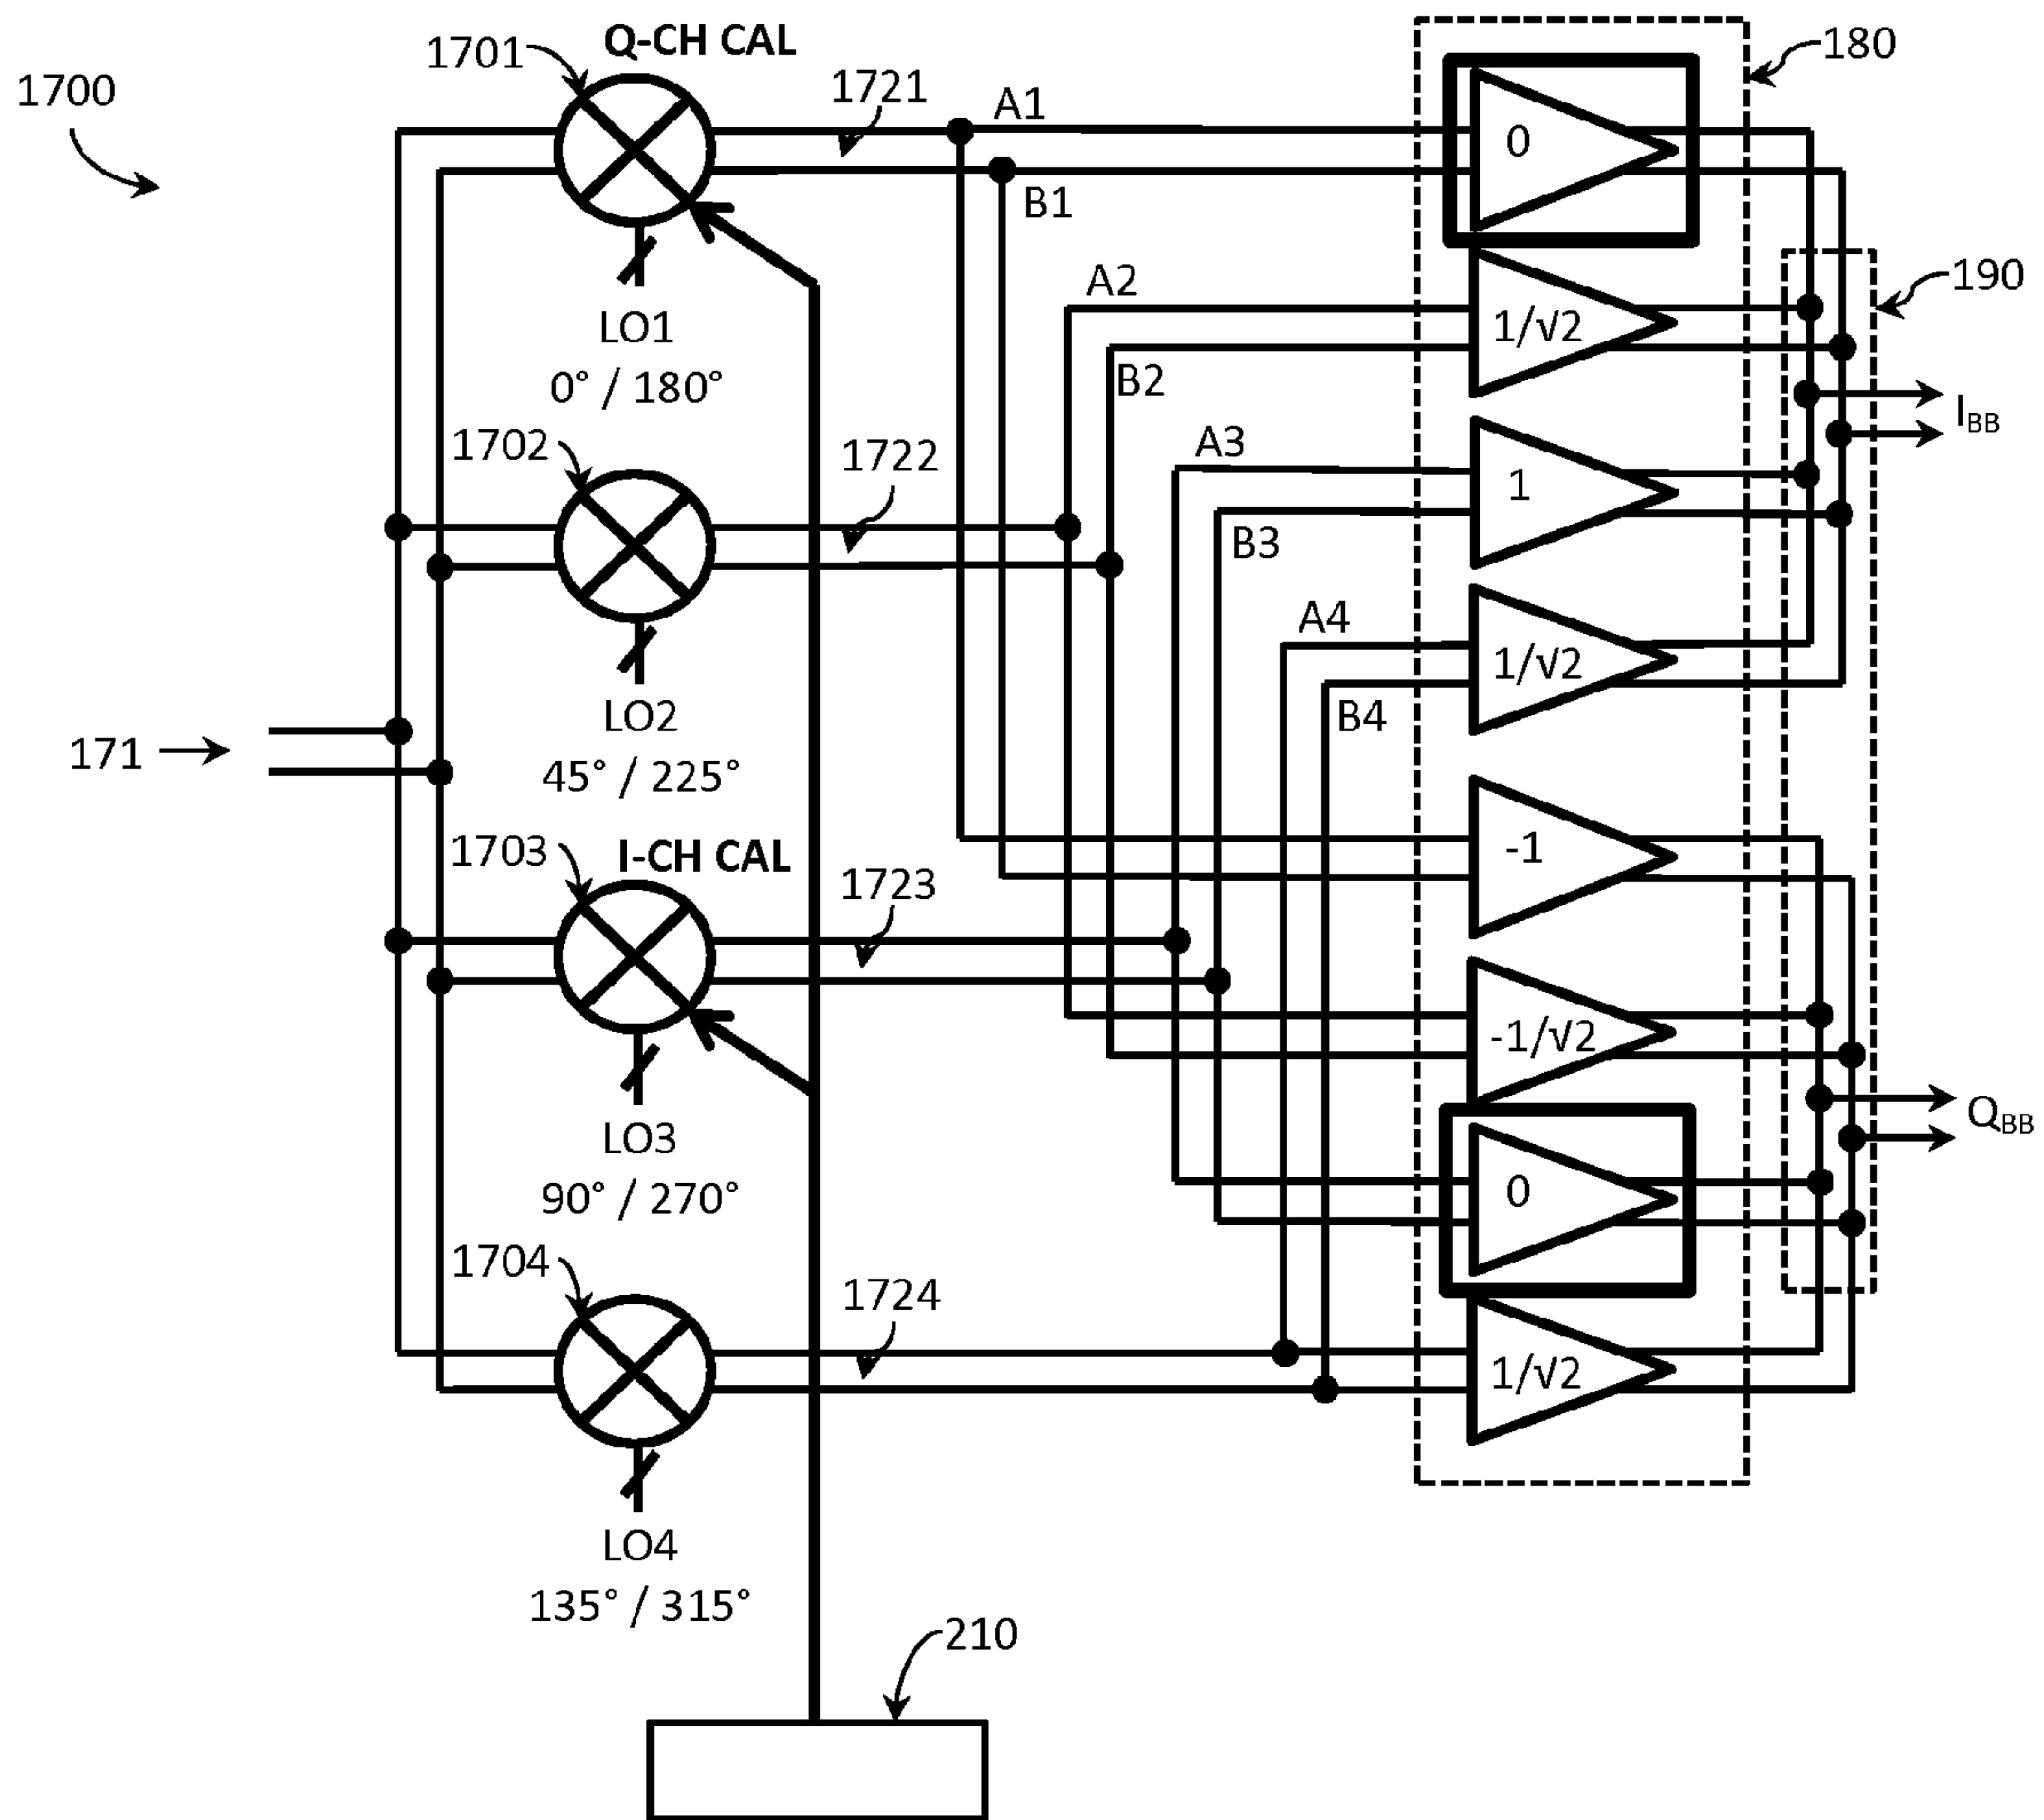 1700
1701
Q-CH CAL
1721
A1
B1
LO1
0° / 180°
0
180
190
A2
B2
1/√2
I_BB
1702
1722
LO2
45° / 225°
A3
B3
1
A4
B4
1/√2
171
1703
I-CH CAL
1723
LO3
90° / 270°
-1
-1/√2
Q_BB
0
1704
1724
LO4
135° / 315°
1/√2
210